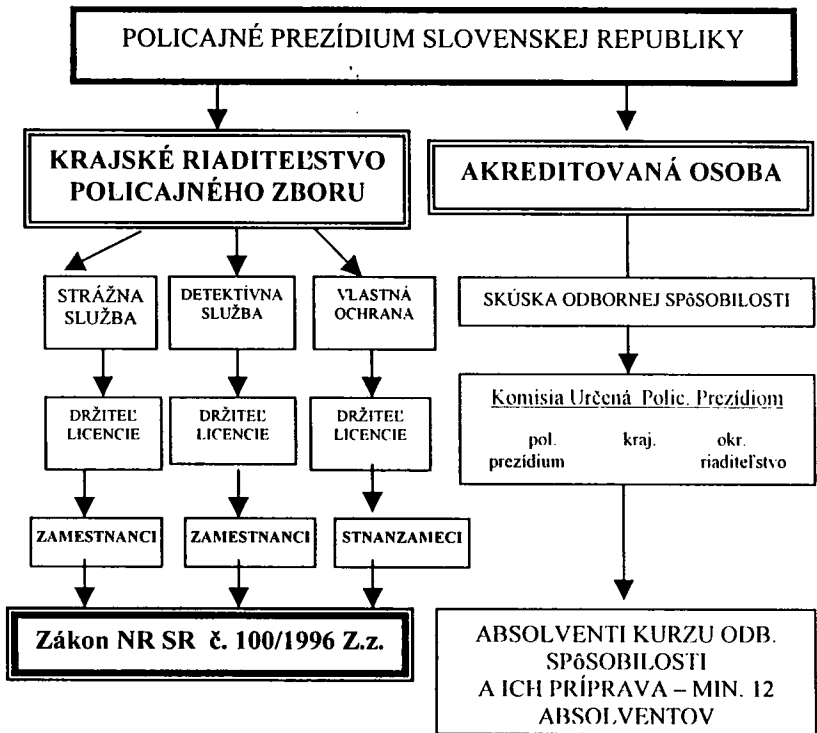 POLICAJNÉ PREZÍDIUM SLOVENSKEJ REPUBLIKY
KRAJSKÉ RIADITEĽSTVO
POLICAJNÉHO ZBORU
AKREDITOVANÁ OSOBA
STRÁŽNA
SLUŽBA
DETEKTÍVNA
SLUŽBA
VLASTNÁ
OCHRANA
SKÚSKA ODBORNEJ SPôSOBILOSTI
DRŽITEĽ
LICENCIE
DRŽITEĽ
LICENCIE
DRŽITEĽ
LICENCIE
Komisia Určená Polic. Prezídiom
pol. kraj. okr.
prezídium riaditeľstvo
ZAMESTNANCI
ZAMESTNANCI
STNANZAMECI
Zákon NR SR č. 100/1996 Z.z.
ABSOLVENTI KURZU ODB.
SPôSOBILOSTI
A ICH PRÍPRAVA – MIN. 12
ABSOLVENTOV